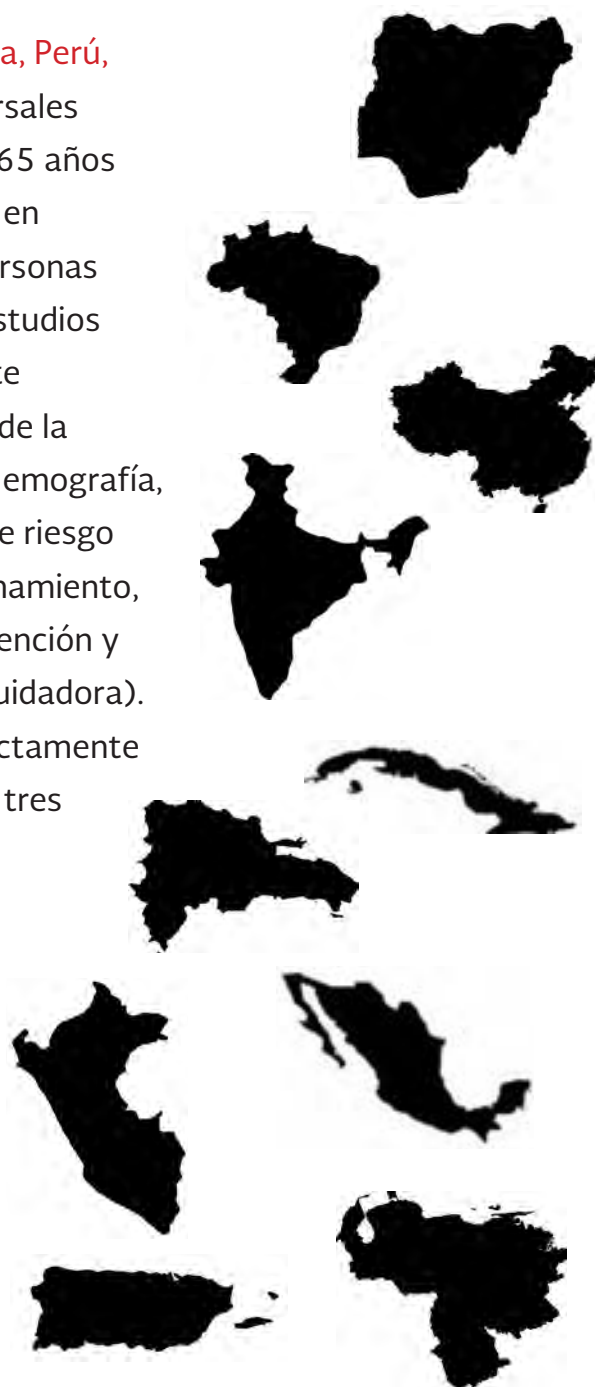 a, Perú,
rsales
65 años
en
rsonas
studios
te
de la
emografía,
e riesgo
namiento,
ención y
uidadora).
ctamente
tres